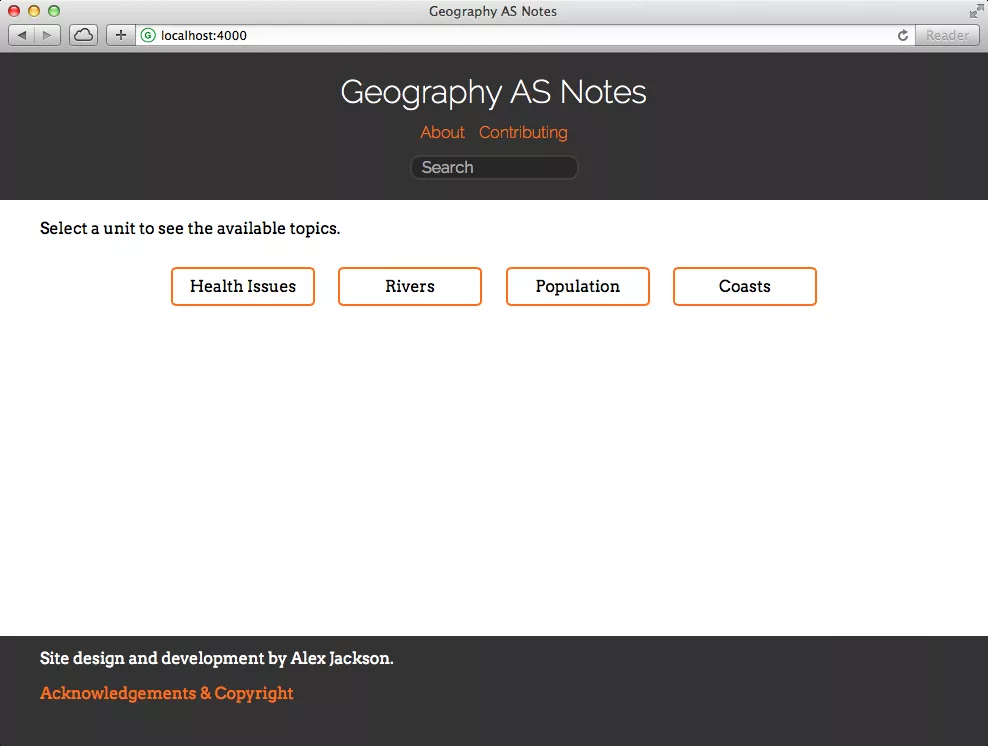 Geography AS Notes
G localhost:4000 Reader
Geography AS Notes
About Contributing
Search
Select a unit to see the available topics.
Health Issues Rivers Population Coasts
Site design and development by Alex Jackson.
Acknowledgements & Copyright